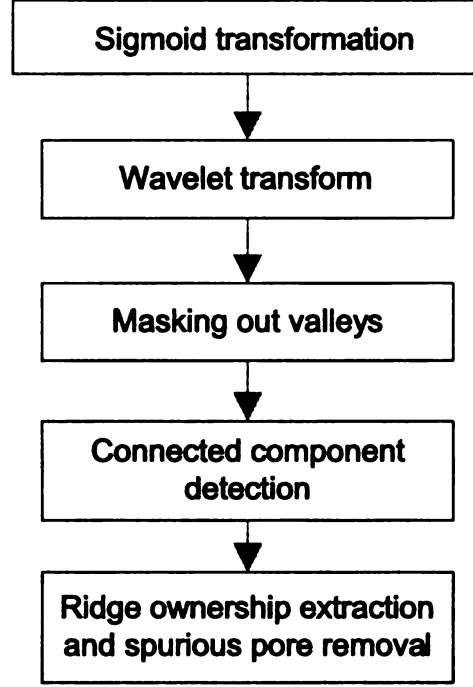 Sigmoid transformation
Wavelet transform
Masking out valleys
Connected component
detection
Ridge ownership extraction
and spurious pore removal